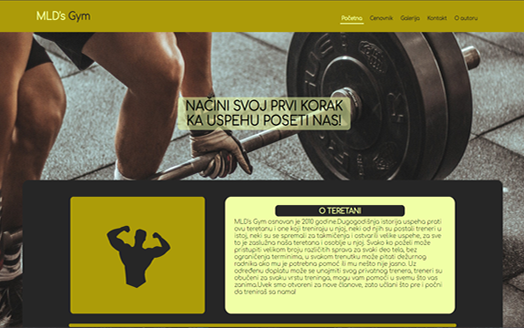 MLD's Gym
Početna Cenovnik Galerija Kontakt O autoru
NAČINI SVOJ PRVI KORAK
KA USPEHU POSETI NAS!
O TERETANI
MLD's Gym osnovan je 2010 godine.Dugogodišnja istorija uspeha prati
ovu teretanu i one koji treniraju u njoj, neki od njih su postali treneri u
istoj, neki su se spremali za takmičenja i ostvarili velike uspehe, za sve
to je zaslužna naša teretana i osoblje u njoj. Svako ko poželi može
pristupiti velikom broju različitih sprava za svaki deo tela, bez
ograničenja terminima, u svakom trenutku može pitati dežurnog
radnika ako mu je potrebna pomoć ili mu nešto nije jasno. Uz
određenu doplatu može se unajmiti svog privatnog trenera, treneri su
obučeni za svaku vrstu treninga, mogu vam pomoći u svemu što vas
zanima.Uvek smo otvoreni za nove članove, zato učlani što pre i počni
da treniraš sa nama!